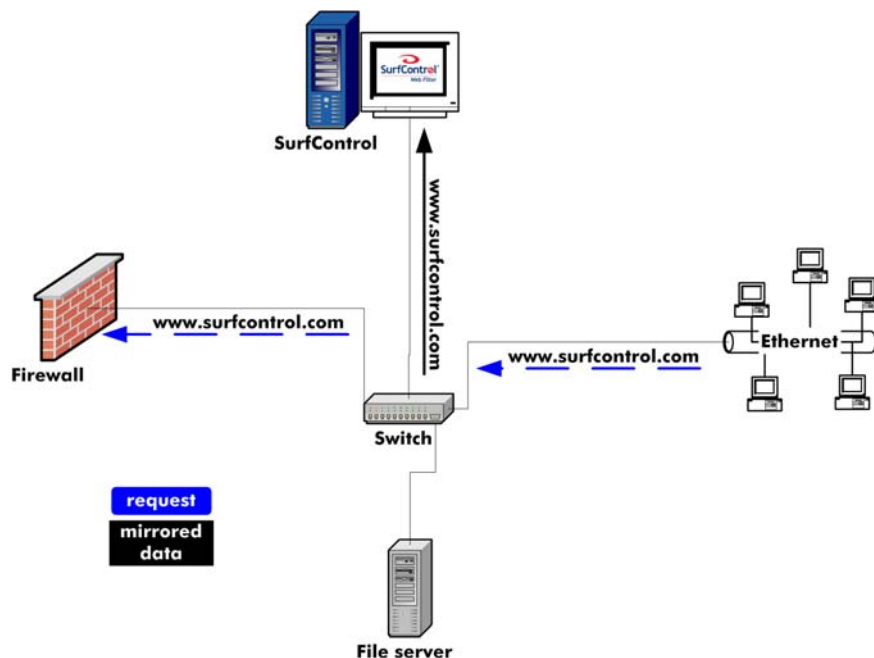 SurfControl
Web Filter
SurfControl
www.surfcontrol.com
www.surfcontrol.com
www.surfcontrol.com
Ethernet
Firewall
Switch
request
mirrored
data
File server